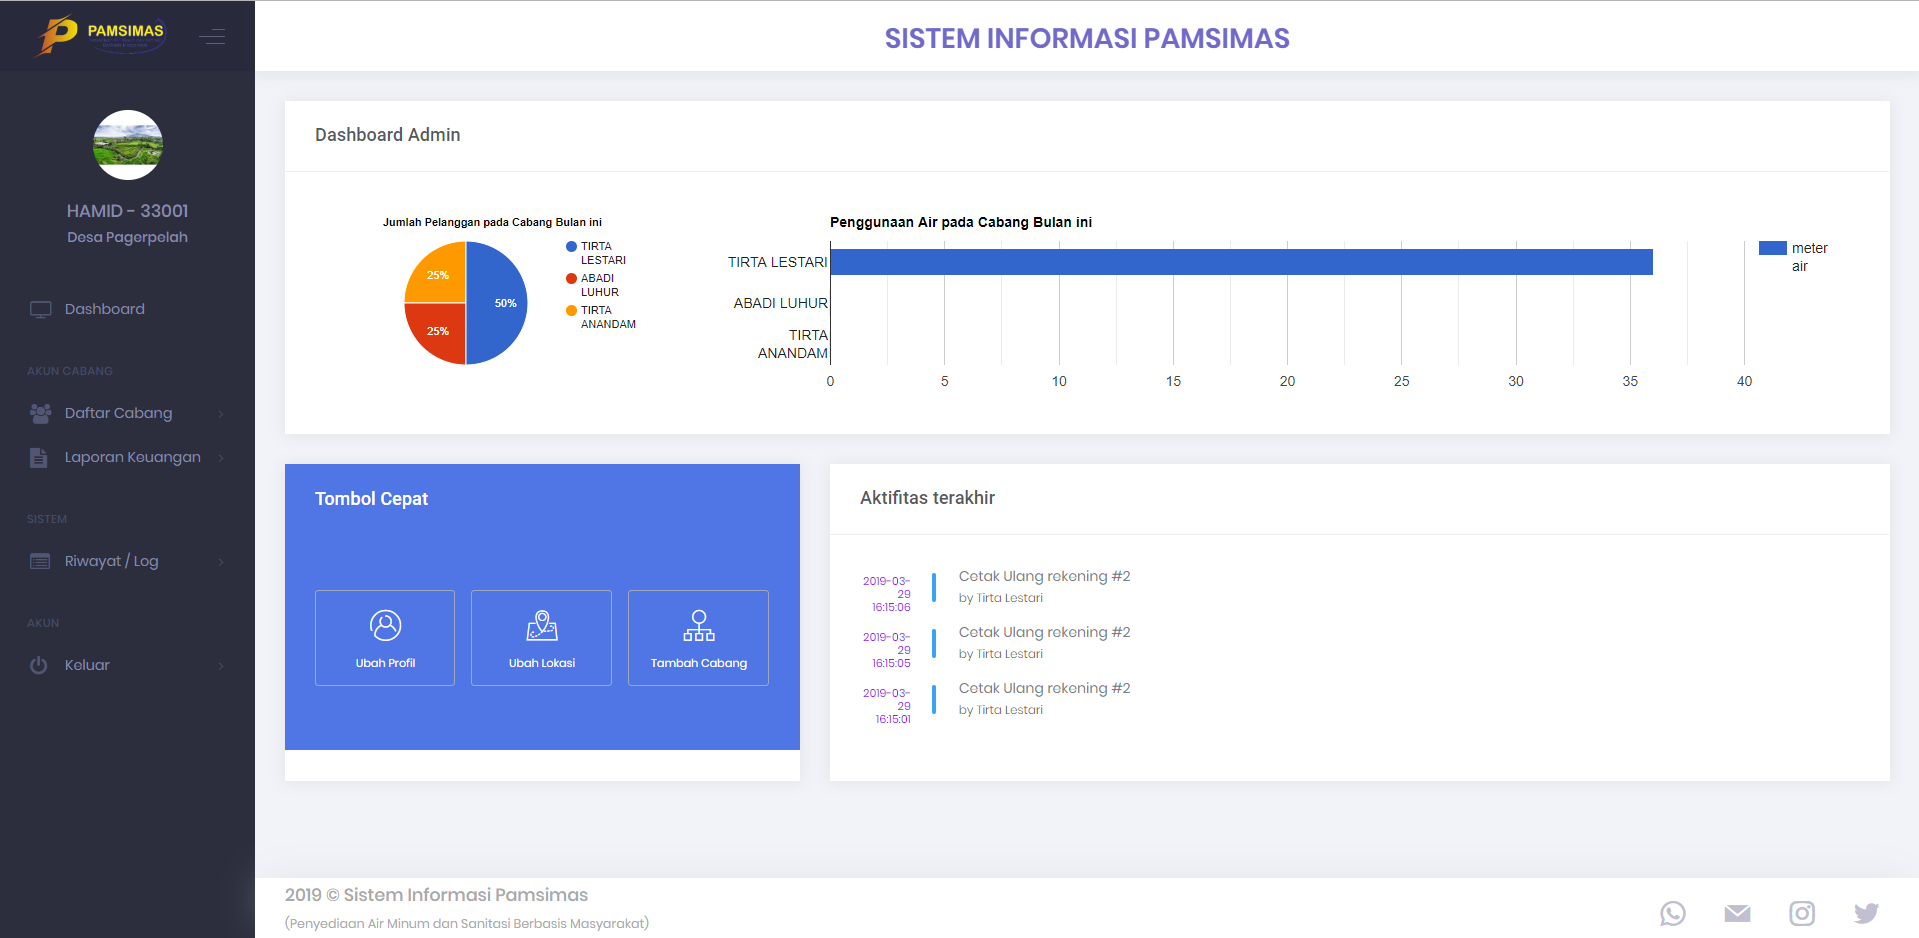 PAMSIMAS
SISTEM INFORMASI PAMSIMAS
HAMID - 33001
Desa Pagerpelah
Dashboard
AKUN CABANG
Daftar Cabang
Laporan Keuangan
SISTEM
Riwayat / Log
AKUN
Keluar
Dashboard Admin
Jumlah Pelanggan pada Cabang Bulan ini
25%
50%
25%
TIRTA
LESTARI
ABADI
LUHUR
TIRTA
ANANDAM
Penggunaan Air pada Cabang Bulan ini
TIRTA LESTARI
ABADI LUHUR
TIRTA
ANANDAM
0 5 10 15 20 25 30 35 40
meter
air
Tombol Cepat
Ubah Profil
Ubah Lokasi
Tambah Cabang
Aktifitas terakhir
2019-03-
29
16:15:06
Cetak Ulang rekening #2
by Tirta Lestari
2019-03-
29
16:15:05
Cetak Ulang rekening #2
by Tirta Lestari
2019-03-
29
16:15:01
Cetak Ulang rekening #2
by Tirta Lestari
2019 © Sistem Informasi Pamsimas
(Penyediaan Air Minum dan Sanitasi Berbasis Masyarakat)